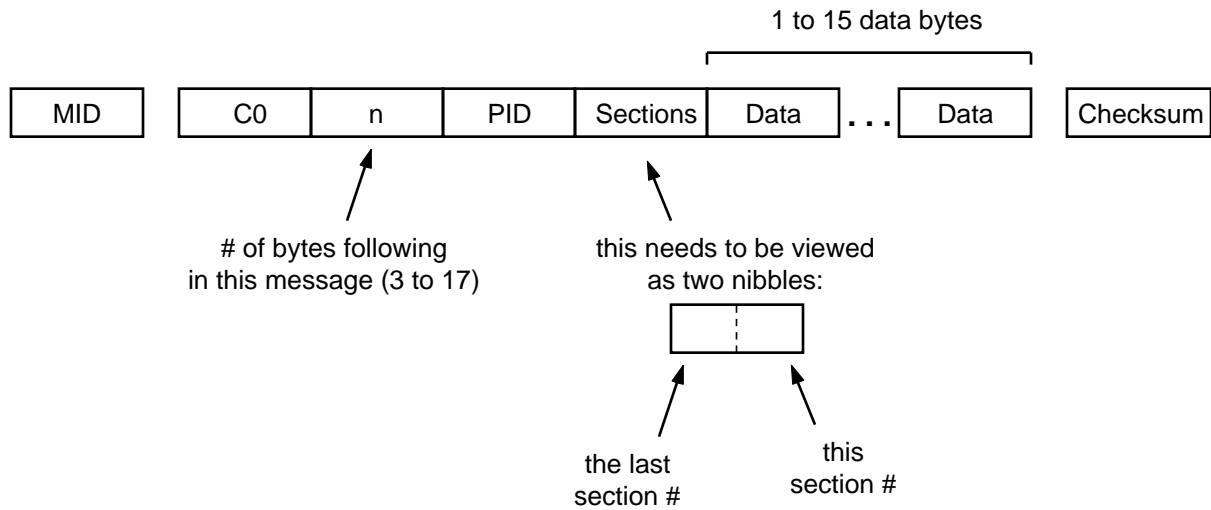 1 to 15 data bytes
MID C0 n PID Sections Data . . . Data Checksum
# of bytes following
in this message (3 to 17)
this needs to be viewed
as two nibbles:
the last
section #
this
section #